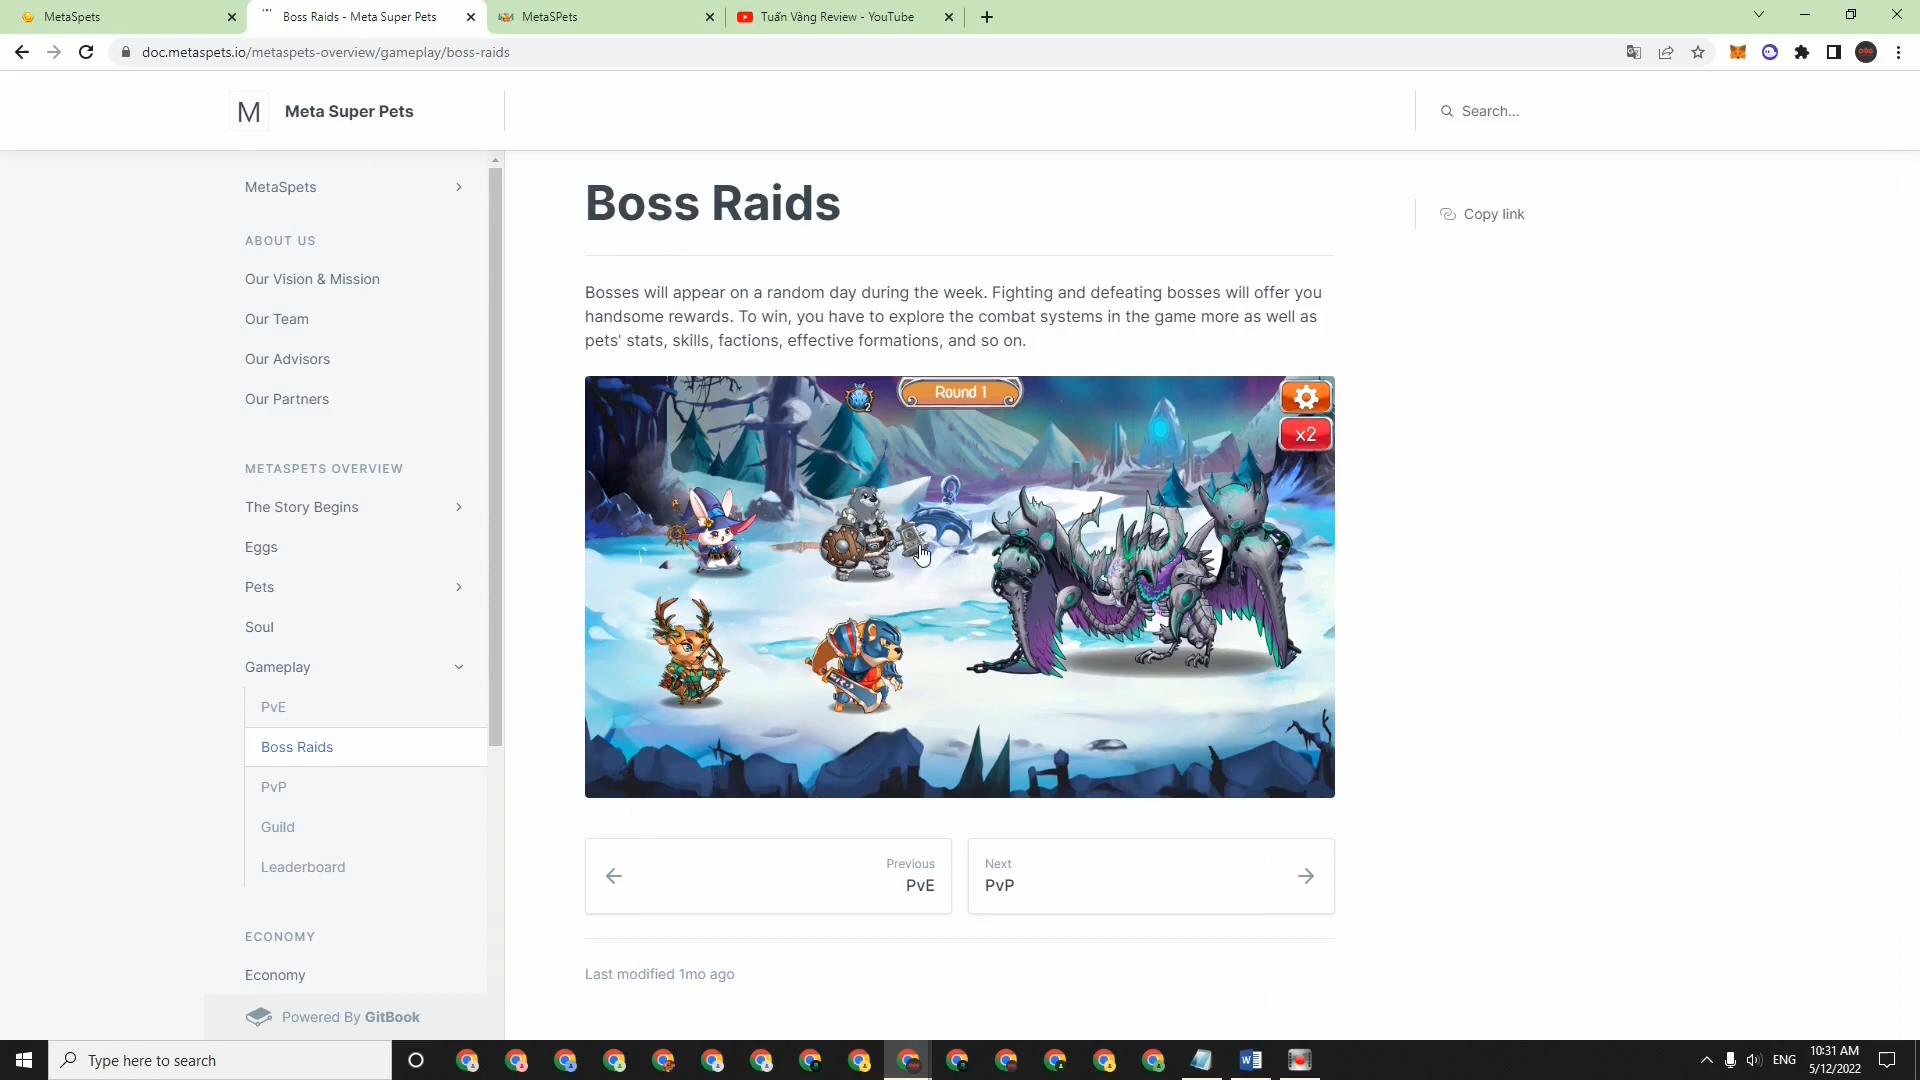 MetaSpets
Boss Raids - Meta Super Pets
MetaSPets
Tuấn Vàng Review - YouTube
doc.metaspets.io/metaspets-overview/gameplay/boss-raids
M
Meta Super Pets
Search...
MetaSpets
ABOUT US
Our Vision & Mission
Our Team
Our Advisors
Our Partners
METASPETS OVERVIEW
The Story Begins
Eggs
Pets
Soul
Gameplay
PvE
Boss Raids
PvP
Guild
Leaderboard
ECONOMY
Economy
Powered By GitBook
Boss Raids
Copy link
Bosses will appear on a random day during the week. Fighting and defeating bosses will offer you
handsome rewards. To win, you have to explore the combat systems in the game more as well as
pets' stats, skills, factions, effective formations, and so on.
2
Round 1
x2
Previous
PvE
Next
PvP
Last modified 1mo ago
Type here to search
ENG
10:31 AM
5/12/2022